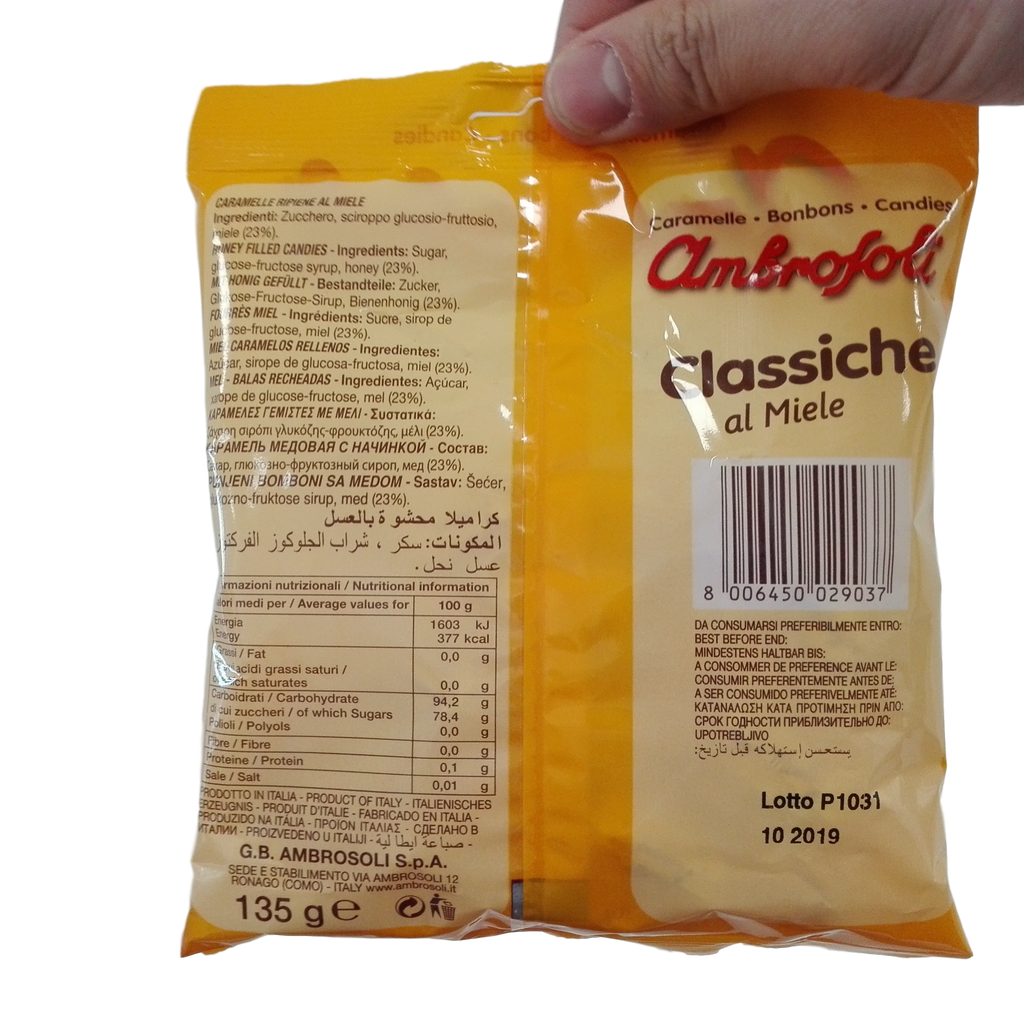 CARAMELLE RIPIENE AL MIELE
Ingredienti: Zucchero, sciroppo glucosio-fruttosio,
miele (23%).
HONEY FILLED CANDIES - Ingredients: Sugar,
glucose-fructose syrup, honey (23%).
MIT HONIG GEFÜLLT - Bestandteile: Zucker,
Glukose-Fructose-Sirup, Bienenhonig (23%).
FOURRÉS MIEL - Ingrédients: Sucre, sirop de
glucose-fructose, miel (23%).
MIEL CARAMELOS RELLENOS - Ingredientes:
Azúcar, sirope de glucosa-fructosa, miel (23%).
MEL - BALAS RECHEADAS - Ingredientes: Açúcar,
xarope de glucose-fructose, mel (23%).
ΚΑΡΑΜΕΛΕΣ ΓΕΜΙΣΤΕΣ ΜΕ ΜΕΛΙ - Συστατικά:
ζάχαρη σιρόπι γλυκόζης-φρουκτόζης, μέλι (23%).
КАРАМЕЛЬ МЕДОВАЯ С НАЧИНКОЙ - Состав:
Сахар, глюкозно-фруктозный сироп, мед (23%).
PUNJENI BOMBONI SA MEDOM - Sastav: Šećer,
glukozno-fruktose sirup, med (23%).
كراميلا محشو ة بالعسل
المكونات: سكر ، شراب الجلوكوز الفركتوز
عسل نحل.
Informazioni nutrizionali / Nutritional information
Valori medi per / Average values for 100 g
Energia 1603 kJ
Energy 377 kcal
Grassi / Fat 0,0 g
acidi grassi saturi /
of which saturates 0,0 g
Carboidrati / Carbohydrate 94,2 g
di cui zuccheri / of which Sugars 78,4 g
Polioli / Polyols 0,0 g
Fibre / Fibre 0,0 g
Proteine / Protein 0,1 g
Sale / Salt 0,01 g
PRODOTTO IN ITALIA - PRODUCT OF ITALY - ITALIENISCHES
ERZEUGNIS - PRODUIT D'ITALIE - FABRICADO EN ITALIA -
PRODUZIDO NA ITÁLIA - ΠΡΟΪΟΝ ΙΤΑΛΙΑΣ - СДЕЛАНО В
ИТАЛИИ - PROIZVEDENO U ITALIJI - صباعة ايطا لية -
G.B. AMBROSOLI S.p.A.
SEDE E STABILIMENTO VIA AMBROSOLI 12
RONAGO (COMO) - ITALY www.ambrosoli.it
135 g e
Caramelle • Bonbons • Candies
Ambrosoli
Classiche
al Miele
8 006450 029037
DA CONSUMARSI PREFERIBILMENTE ENTRO:
BEST BEFORE END:
MINDESTENS HALTBAR BIS:
A CONSOMMER DE PREFERENCE AVANT LE:
CONSUMIR PREFERENTEMENTE ANTES DE:
A SER CONSUMIDO PREFERIVELMENTE ATÉ:
ΚΑΤΑΝΑΛΩΣΗ ΚΑΤΑ ΠΡΟΤΙΜΗΣΗ ΠΡΙΝ ΑΠΟ:
СРОК ГОДНОСТИ ПРИБЛИЗИТЕЛЬНО ДО:
UPOTREBLJIVO
يستحسن إستهلاكه قبل تاريخ:
Lotto P1031
10 2019